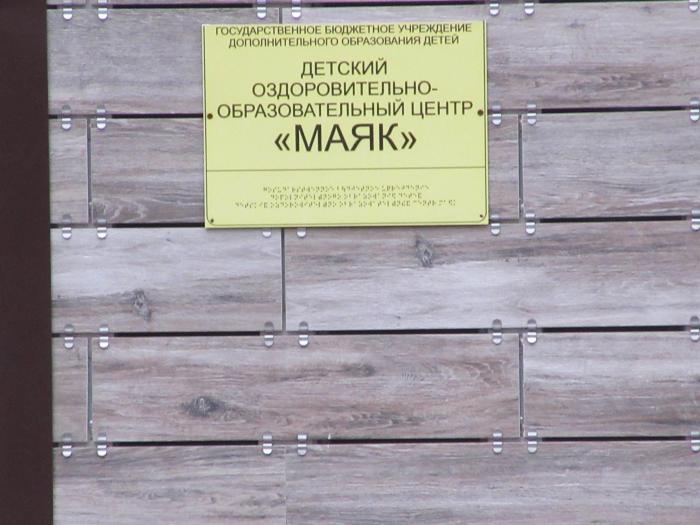 ГОСУДАРСТВЕННОЕ БЮДЖЕТНОЕ УЧРЕЖДЕНИЕ
ДОПОЛНИТЕЛЬНОГО ОБРАЗОВАНИЯ ДЕТЕЙ
ДЕТСКИЙ
ОЗДОРОВИТЕЛЬНО-
ОБРАЗОВАТЕЛЬНЫЙ ЦЕНТР
«МАЯК»